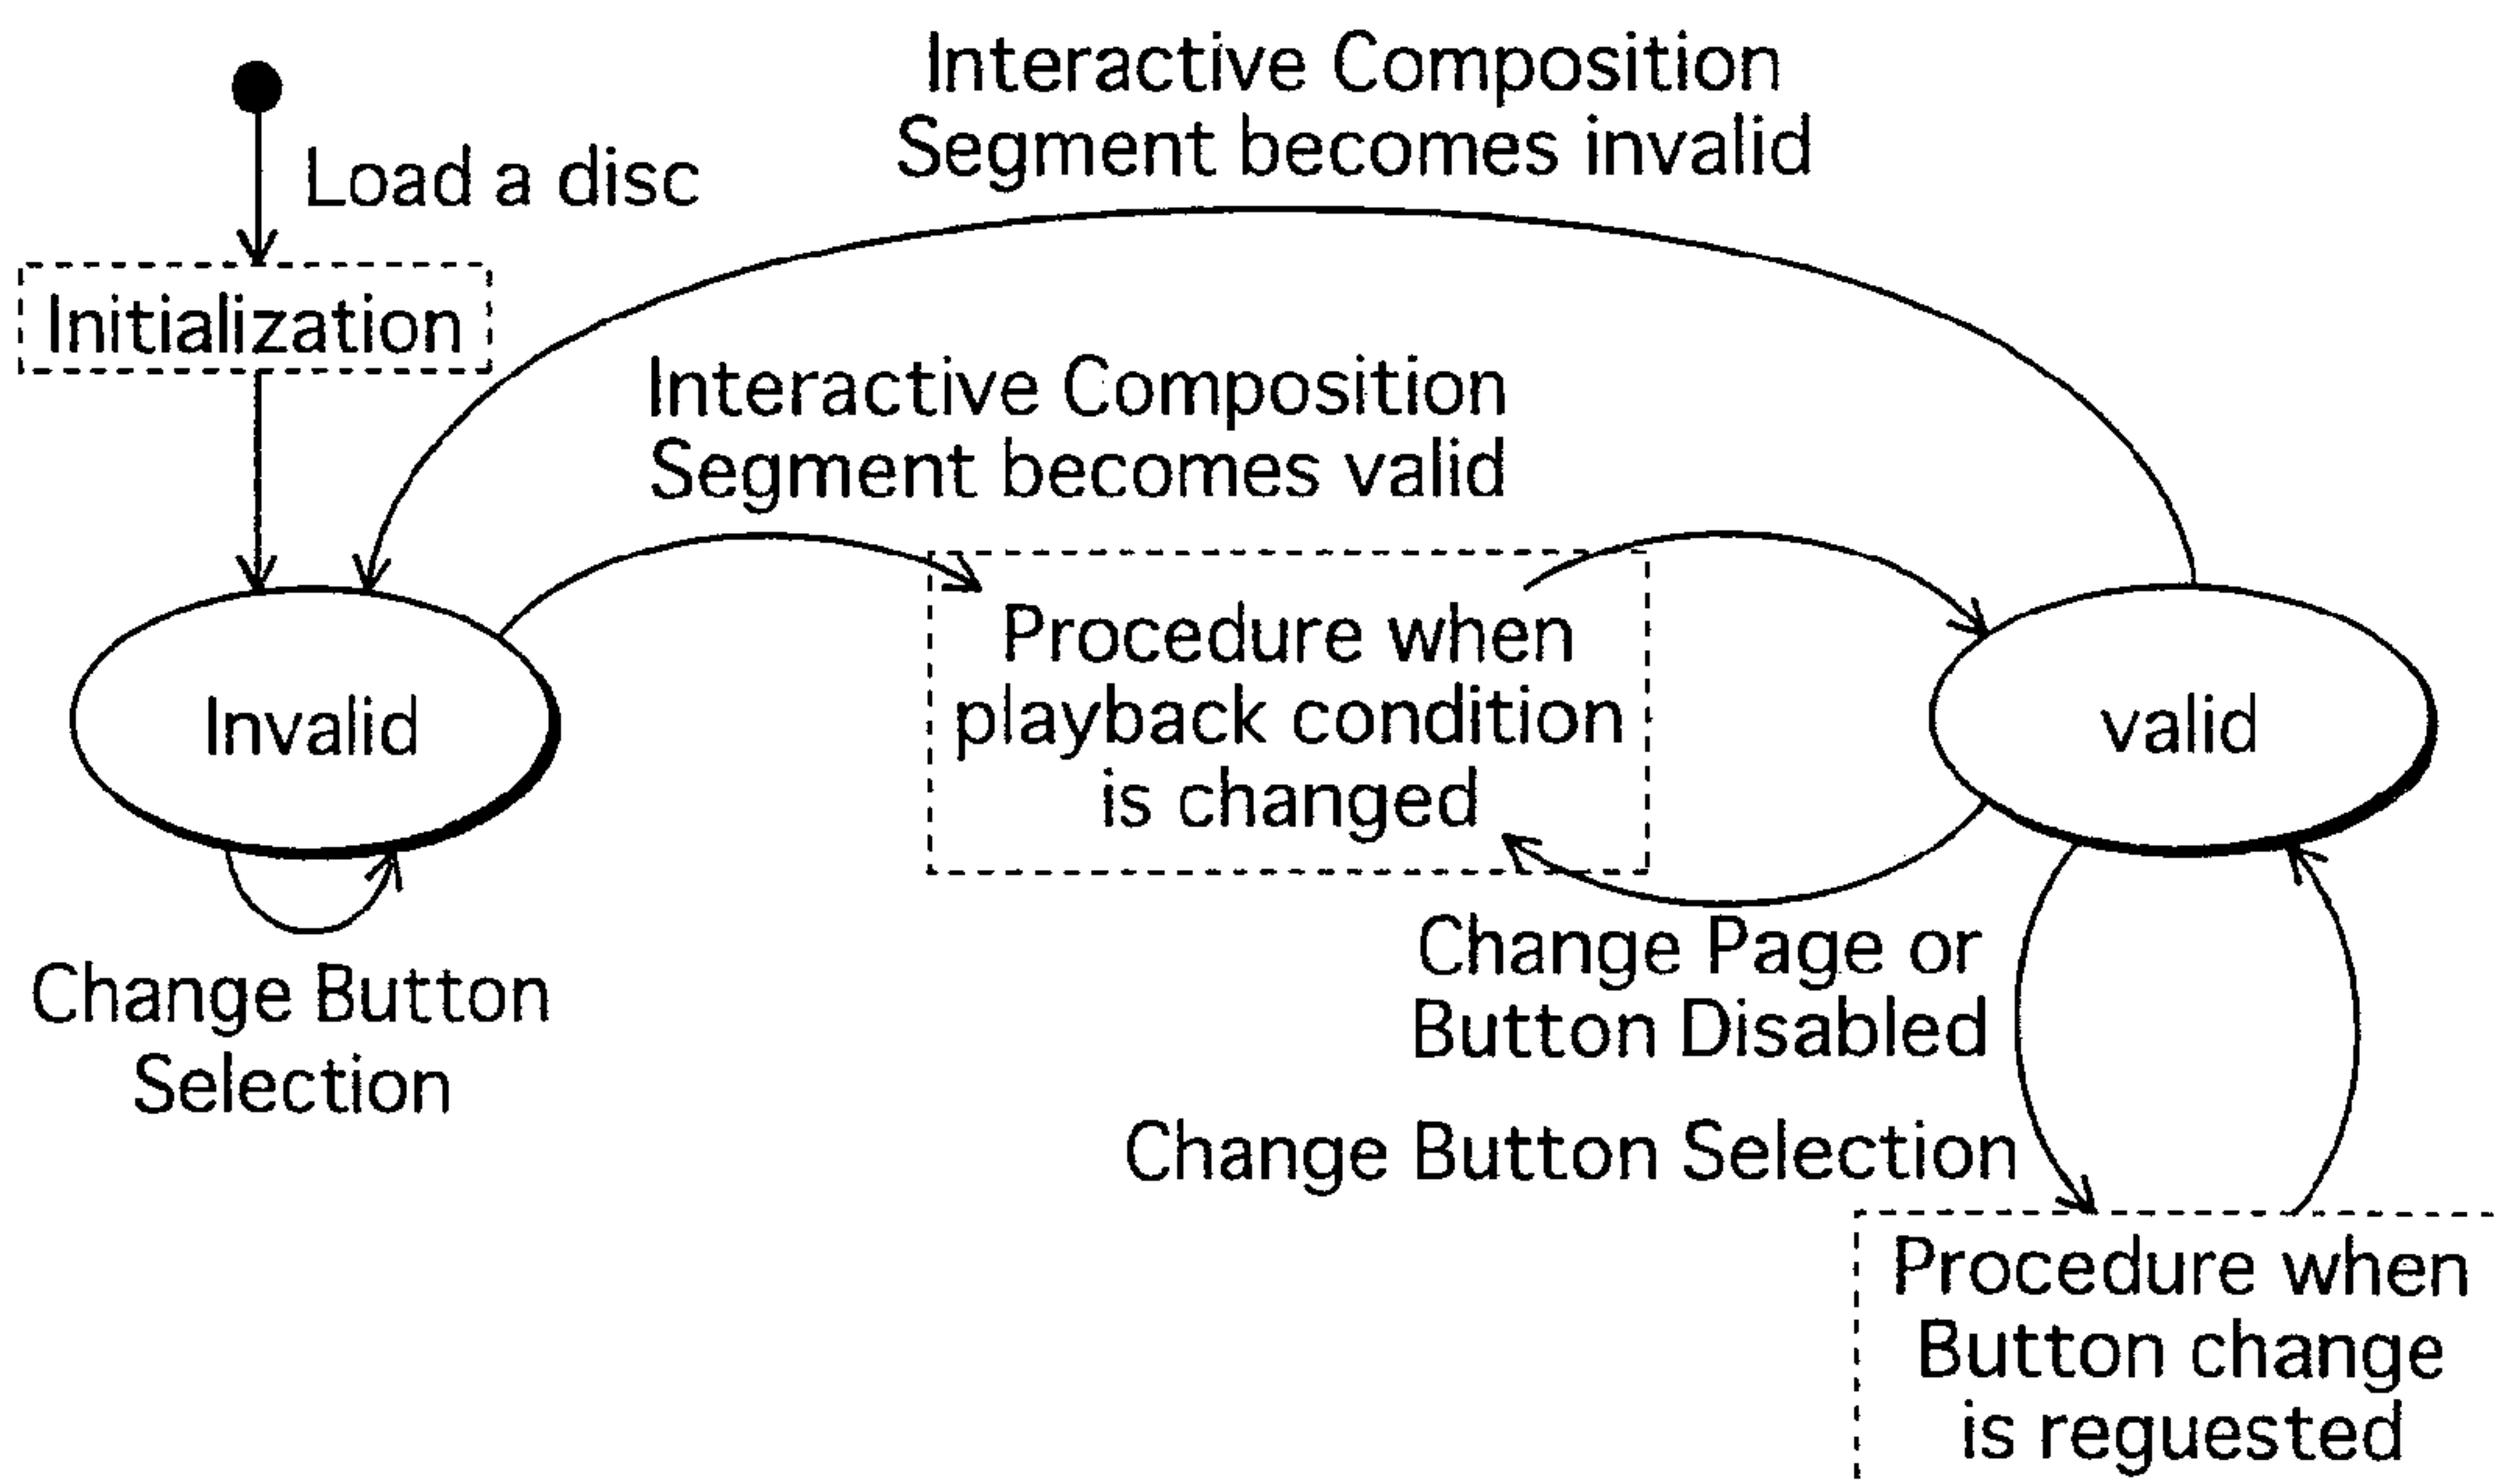 Interactive Composition
Segment becomes invalid
Load a disc
Initialization
Interactive Composition
Segment becomes valid
Procedure when
playback condition
is changed
Invalid
valid
Change Button
Selection
Change Page or
Button Disabled
Change Button Selection
Procedure when
Button change
is reguested